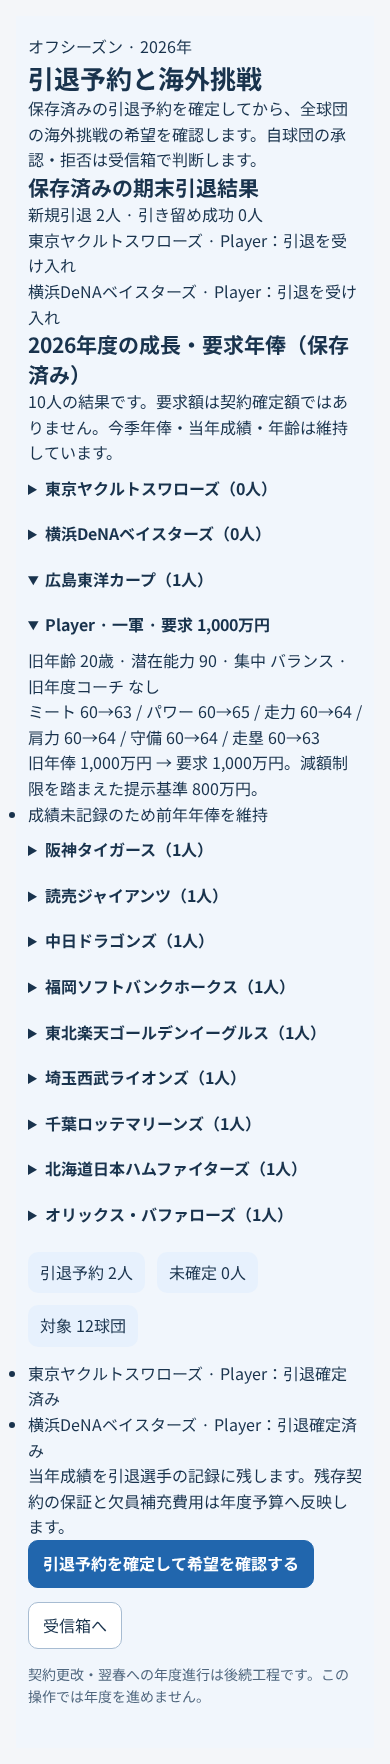 オフシーズン · 2026年
引退予約と海外挑戦
保存済みの引退予約を確定してから、全球団
の海外挑戦の希望を確認します。自球団の承
認・拒否は受信箱で判断します。
保存済みの期末引退結果
新規引退 2人 · 引き留め成功 0人
東京ヤクルトスワローズ · Player：引退を受
け入れ
横浜DeNAベイスターズ · Player：引退を受け
入れ
2026年度の成長・要求年俸（保存
済み）
10人の結果です。要求額は契約確定額ではあ
りません。今季年俸・当年成績・年齢は維持
しています。
▶ 東京ヤクルトスワローズ（0人）
▶ 横浜DeNAベイスターズ（0人）
▼ 広島東洋カープ（1人）
▼ Player · 一軍 · 要求 1,000万円
旧年齢 20歳 · 潜在能力 90 · 集中 バランス ·
旧年度コーチ なし
ミート 60→63 / パワー 60→65 / 走力 60→64 /
肩力 60→64 / 守備 60→64 / 走塁 60→63
旧年俸 1,000万円 → 要求 1,000万円。減額制
限を踏まえた提示基準 800万円。
• 成績未記録のため前年年俸を維持
▶ 阪神タイガース（1人）
▶ 読売ジャイアンツ（1人）
▶ 中日ドラゴンズ（1人）
▶ 福岡ソフトバンクホークス（1人）
▶ 東北楽天ゴールデンイーグルス（1人）
▶ 埼玉西武ライオンズ（1人）
▶ 千葉ロッテマリーンズ（1人）
▶ 北海道日本ハムファイターズ（1人）
▶ オリックス・バファローズ（1人）
引退予約 2人 未確定 0人
対象 12球団
• 東京ヤクルトスワローズ · Player：引退確定
済み
• 横浜DeNAベイスターズ · Player：引退確定済
み
当年成績を引退選手の記録に残します。残存契
約の保証と欠員補充費用は年度予算へ反映し
ます。
引退予約を確定して希望を確認する
受信箱へ
契約更改・翌春への年度進行は後続工程です。この
操作では年度を進めません。